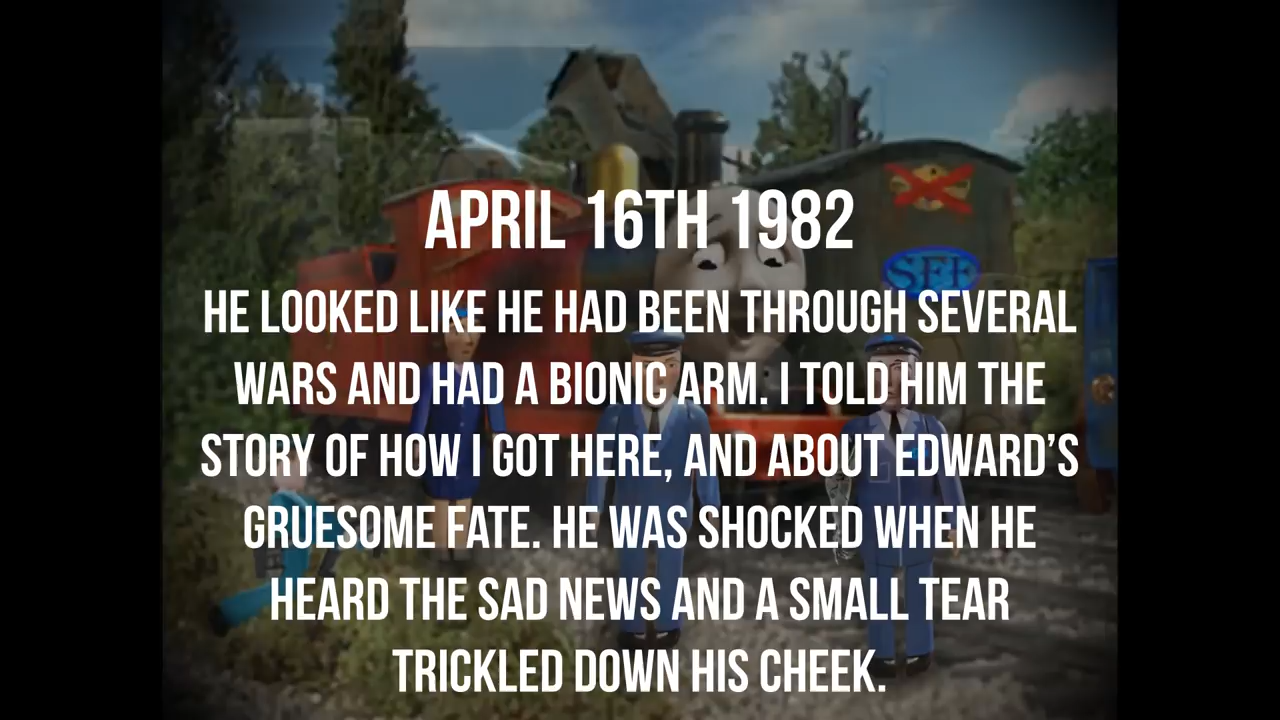 SFF
APRIL 16TH 1982
HE LOOKED LIKE HE HAD BEEN THROUGH SEVERAL
WARS AND HAD A BIONIC ARM. I TOLD HIM THE
STORY OF HOW I GOT HERE, AND ABOUT EDWARD’S
GRUESOME FATE. HE WAS SHOCKED WHEN HE
HEARD THE SAD NEWS AND A SMALL TEAR
TRICKLED DOWN HIS CHEEK.